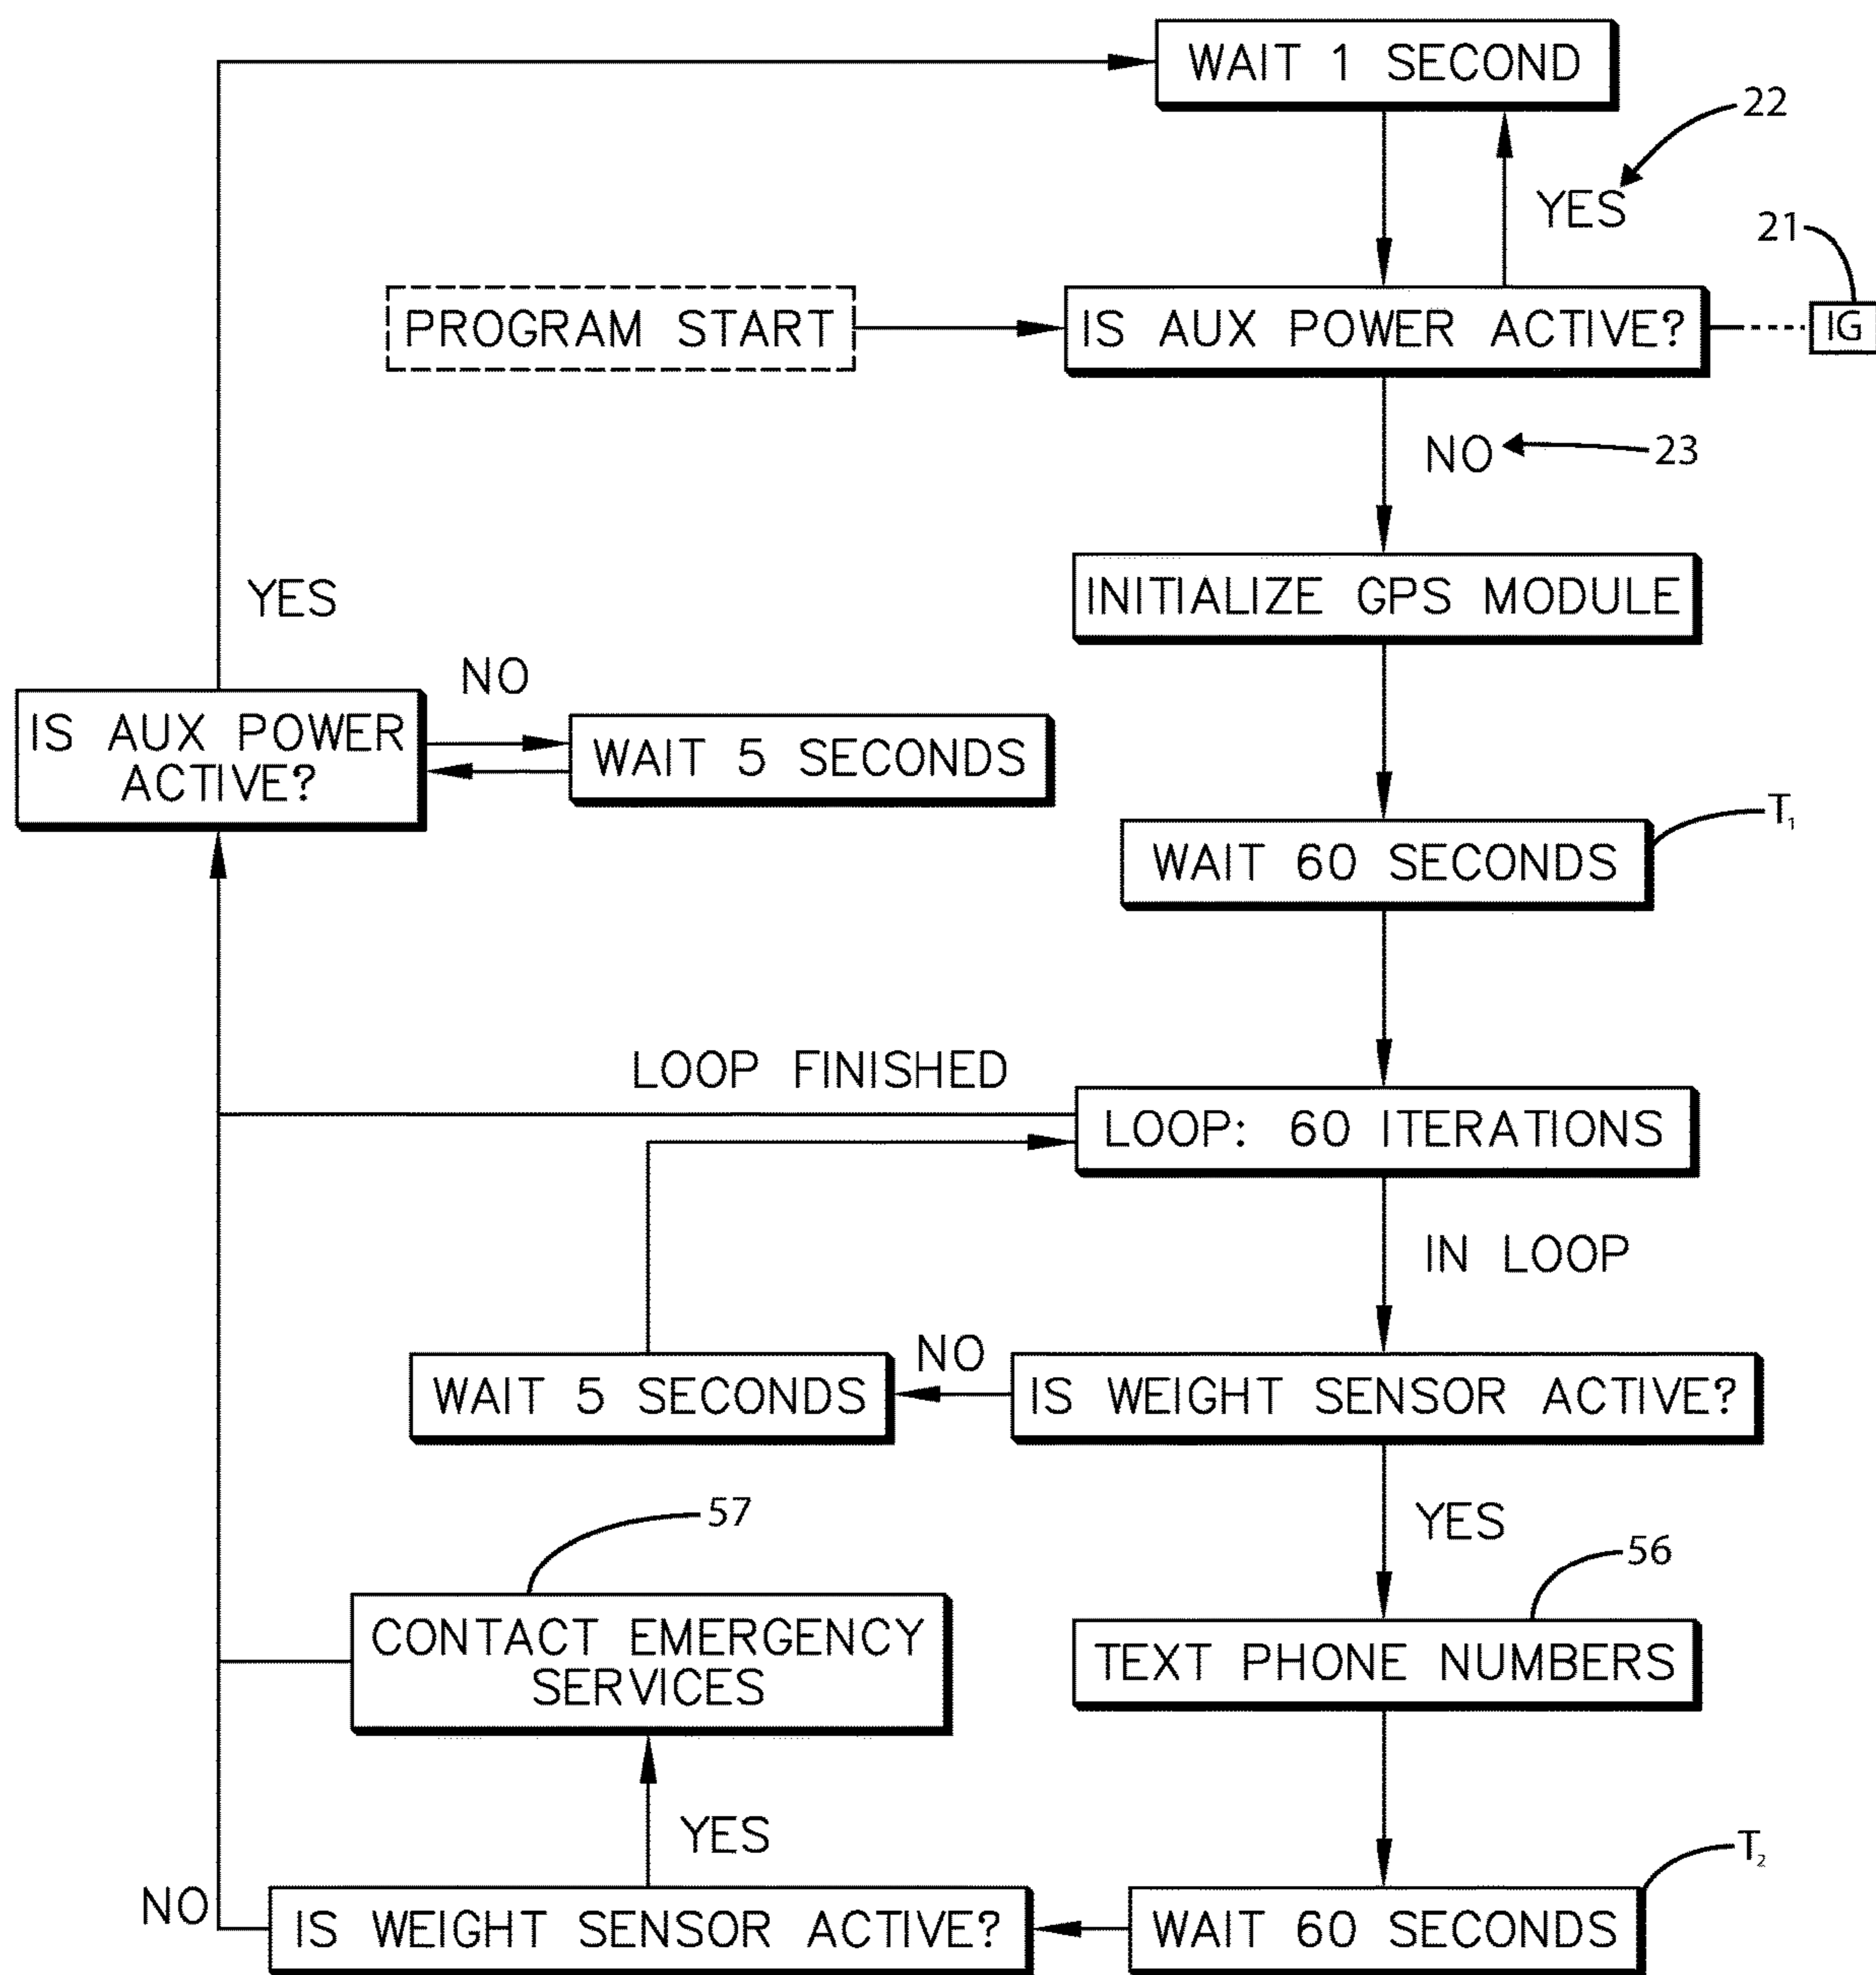 WAIT 1 SECOND
22
YES
21
PROGRAM START
IS AUX POWER ACTIVE?
IG
NO
23
INITIALIZE GPS MODULE
YES
NO
IS AUX POWER
ACTIVE?
WAIT 5 SECONDS
T1
WAIT 60 SECONDS
LOOP FINISHED
LOOP: 60 ITERATIONS
IN LOOP
NO
WAIT 5 SECONDS
IS WEIGHT SENSOR ACTIVE?
57
YES
56
CONTACT EMERGENCY
SERVICES
TEXT PHONE NUMBERS
YES
T2
NO
IS WEIGHT SENSOR ACTIVE?
WAIT 60 SECONDS